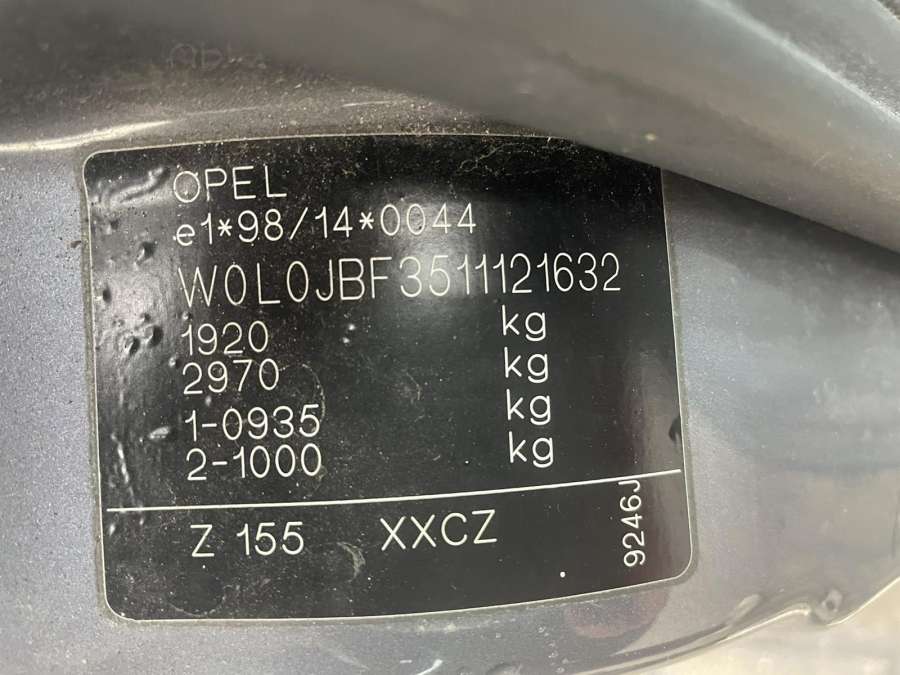 OPEL
e1*98/14*0044
W0L0JBF3511121632
1920 kg
2970 kg
1-0935 kg
2-1000 kg
Z 155 XXCZ
9246J